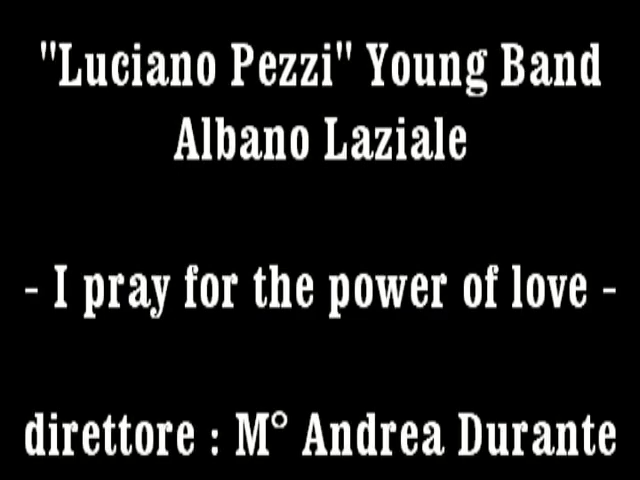 "Luciano Pezzi" Young Band
Albano Laziale
- I pray for the power of love -
direttore : M° Andrea Durante